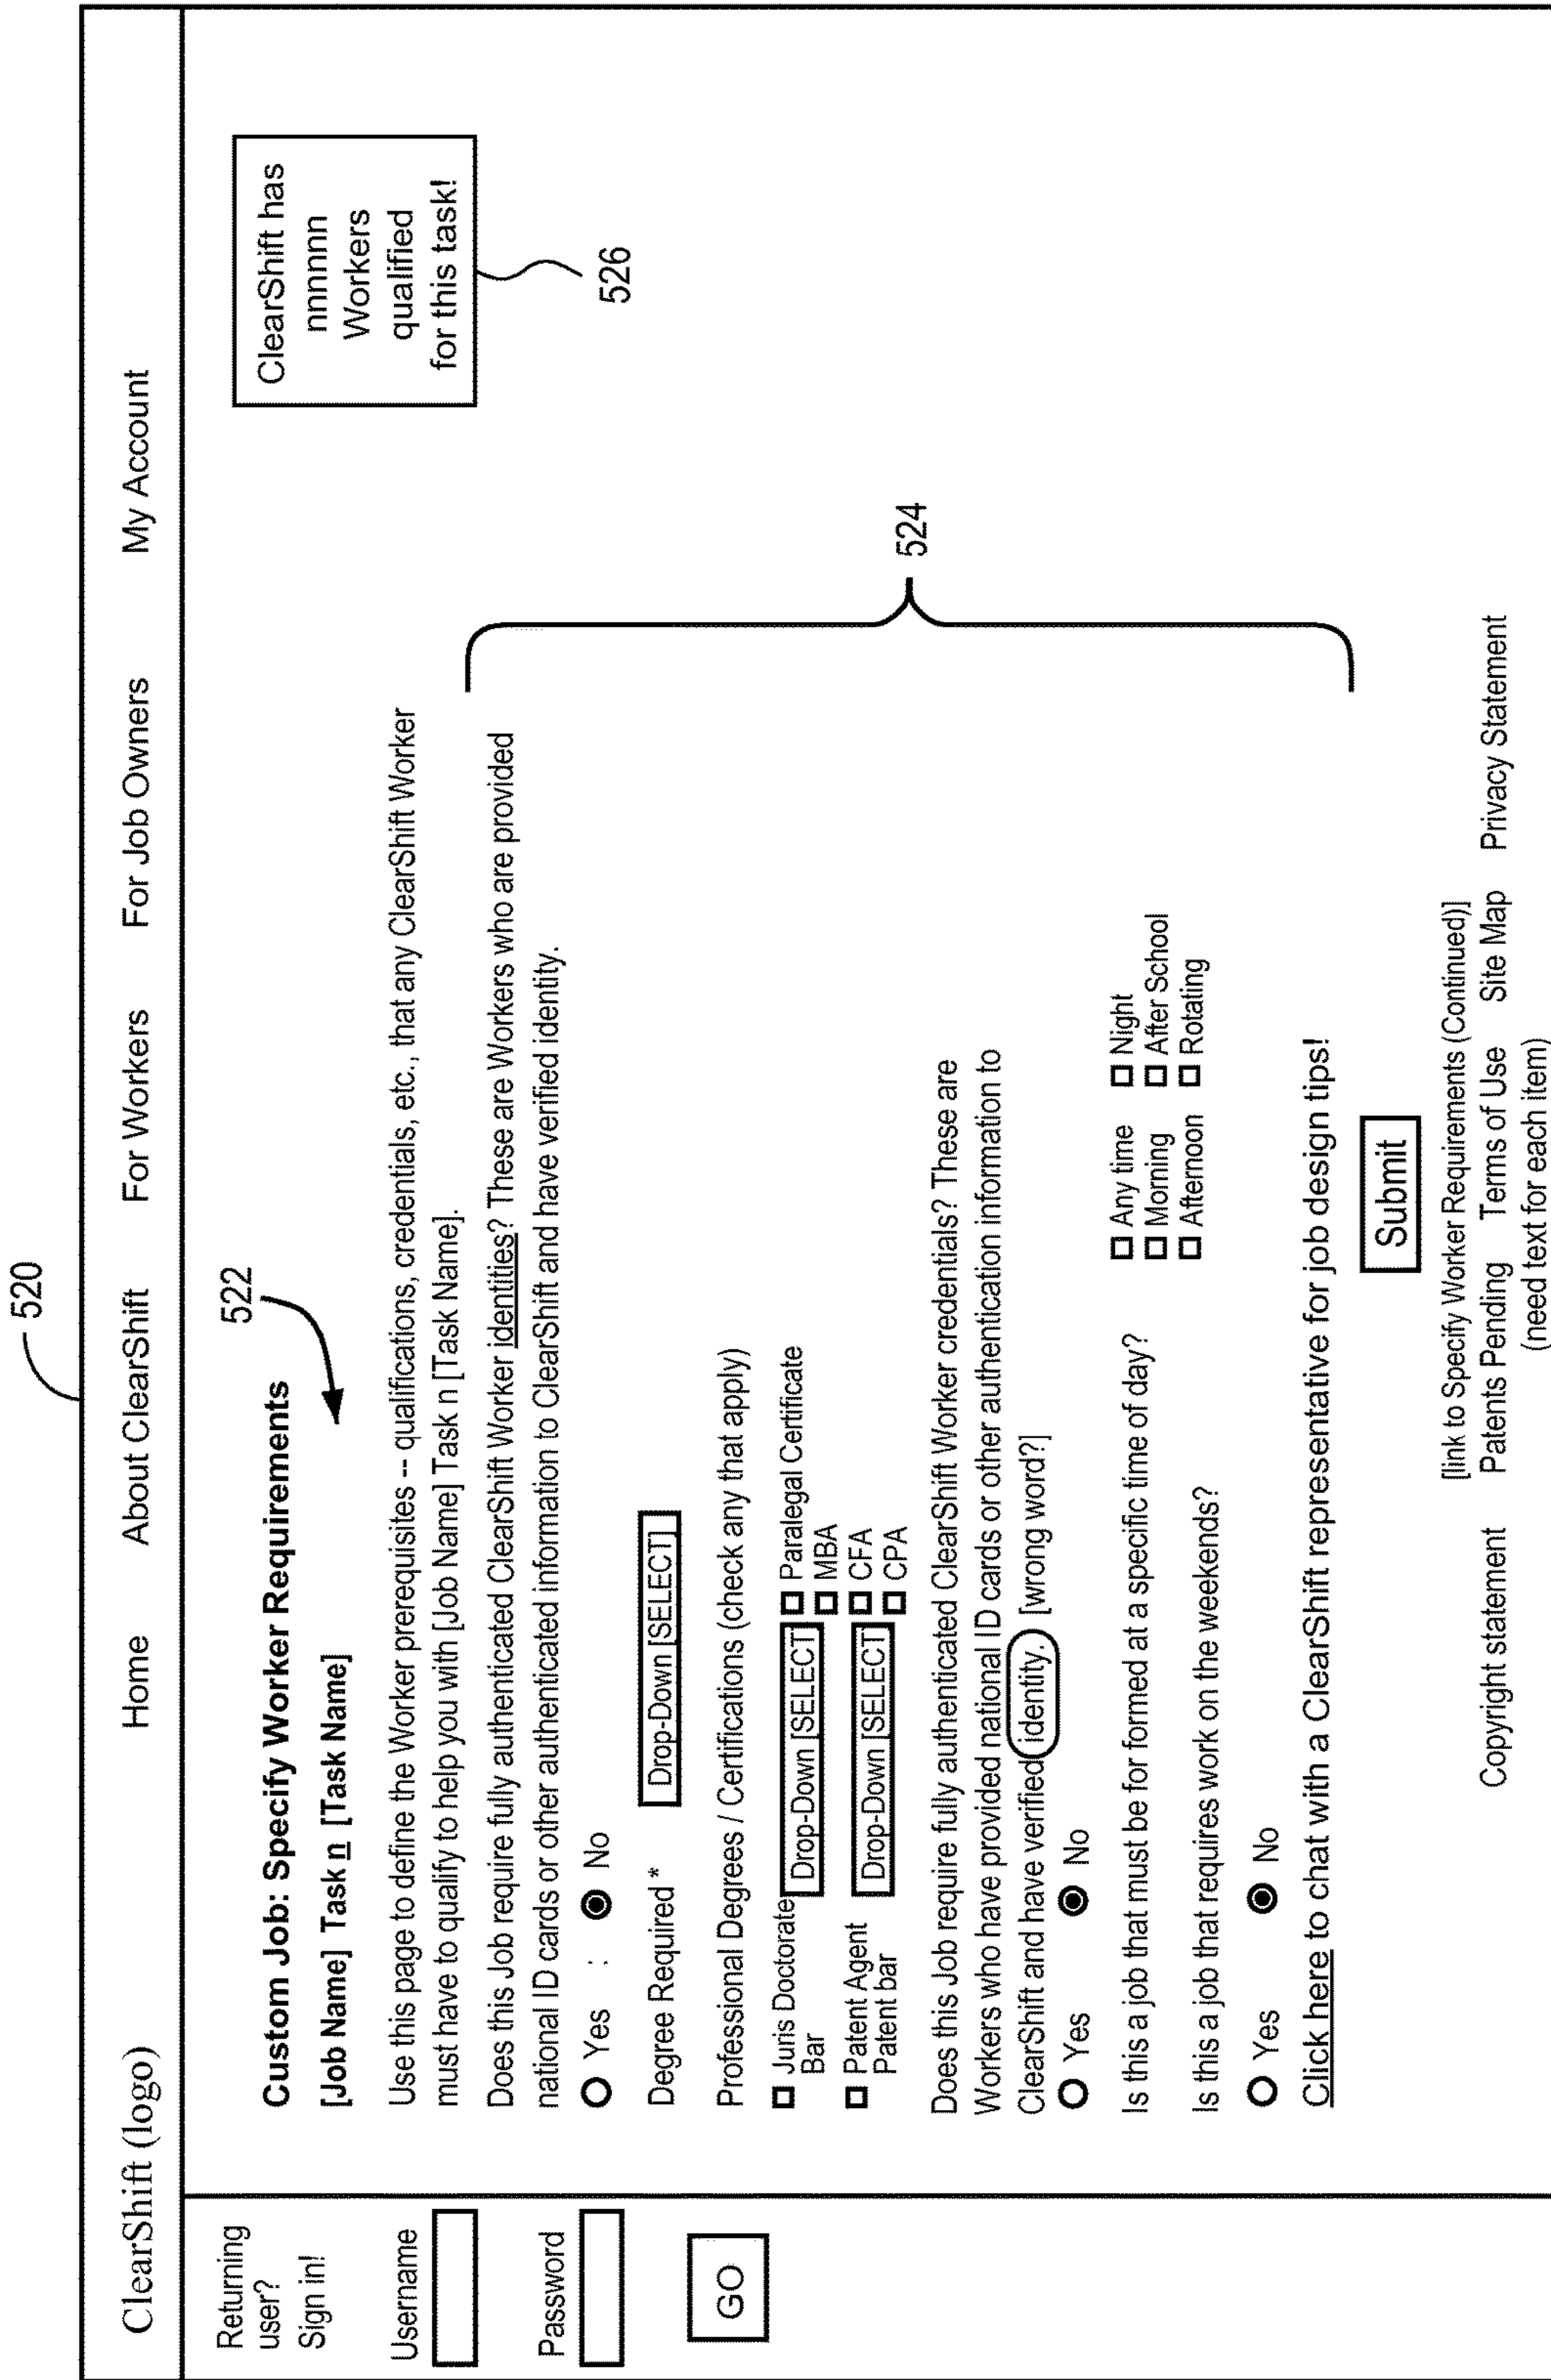 520
ClearShift (logo) Home About ClearShift For Workers For Job Owners My Account
Returning
user?
Sign in!
Username
Password
GO
Custom Job: Specify Worker Requirements
522
[Job Name] Task n [Task Name]
ClearShift has
nnnnnn
Workers
qualified
for this task!
526
Use this page to define the Worker prerequisites -- qualifications, credentials, etc., that any ClearShift Worker
must have to qualify to help you with [Job Name] Task n [Task Name].
Does this Job require fully authenticated ClearShift Worker identities? These are Workers who are provided
national ID cards or other authenticated information to ClearShift and have verified identity.
Yes : No
Degree Required * Drop-Down [SELECT]
Professional Degrees / Certifications (check any that apply)
Juris Doctorate Drop-Down [SELECT Paralegal Certificate
Bar MBA
Patent Agent Drop-Down [SELECT CFA
Patent bar CPA
524
Does this Job require fully authenticated ClearShift Worker credentials? These are
Workers who have provided national ID cards or other authentication information to
ClearShift and have verified identity. [wrong word?]
Yes No
Is this a job that must be for formed at a specific time of day? Any time Night
Morning After School
Afternoon Rotating
Is this a job that requires work on the weekends?
Yes No
Click here to chat with a ClearShift representative for job design tips!
Submit
[link to Specify Worker Requirements (Continued)]
Copyright statement Patents Pending Terms of Use Site Map Privacy Statement
(need text for each item)